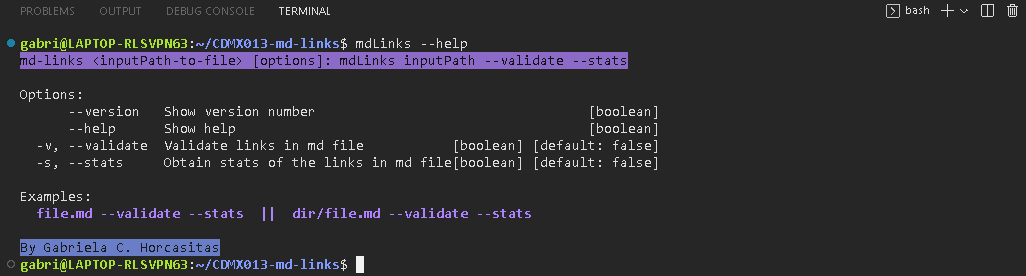 PROBLEMS OUTPUT DEBUG CONSOLE TERMINAL bash
gabri@LAPTOP-RLSVPN63:~/CDMX013-md-links$ mdLinks --help
md-links <inputPath-to-file> [options]: mdLinks inputPath --validate --stats
Options:
--version Show version number [boolean]
--help Show help [boolean]
-v, --validate Validate links in md file [boolean] [default: false]
-s, --stats Obtain stats of the links in md file[boolean] [default: false]
Examples:
file.md --validate --stats || dir/file.md --validate --stats
By Gabriela C. Horcasitas
gabri@LAPTOP-RLSVPN63:~/CDMX013-md-links$